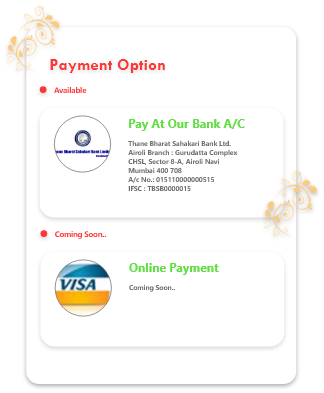 Payment Option
Available
Pay At Our Bank A/C
Thane Bharat Sahakari Bank Ltd.
Airoli Branch : Gurudatta Complex
CHSL, Sector 8-A, Airoli Navi
Mumbai 400 708
A/c No.: 015110000000515
IFSC : TBSB0000015
Coming Soon..
VISA
Online Payment
Coming Soon..